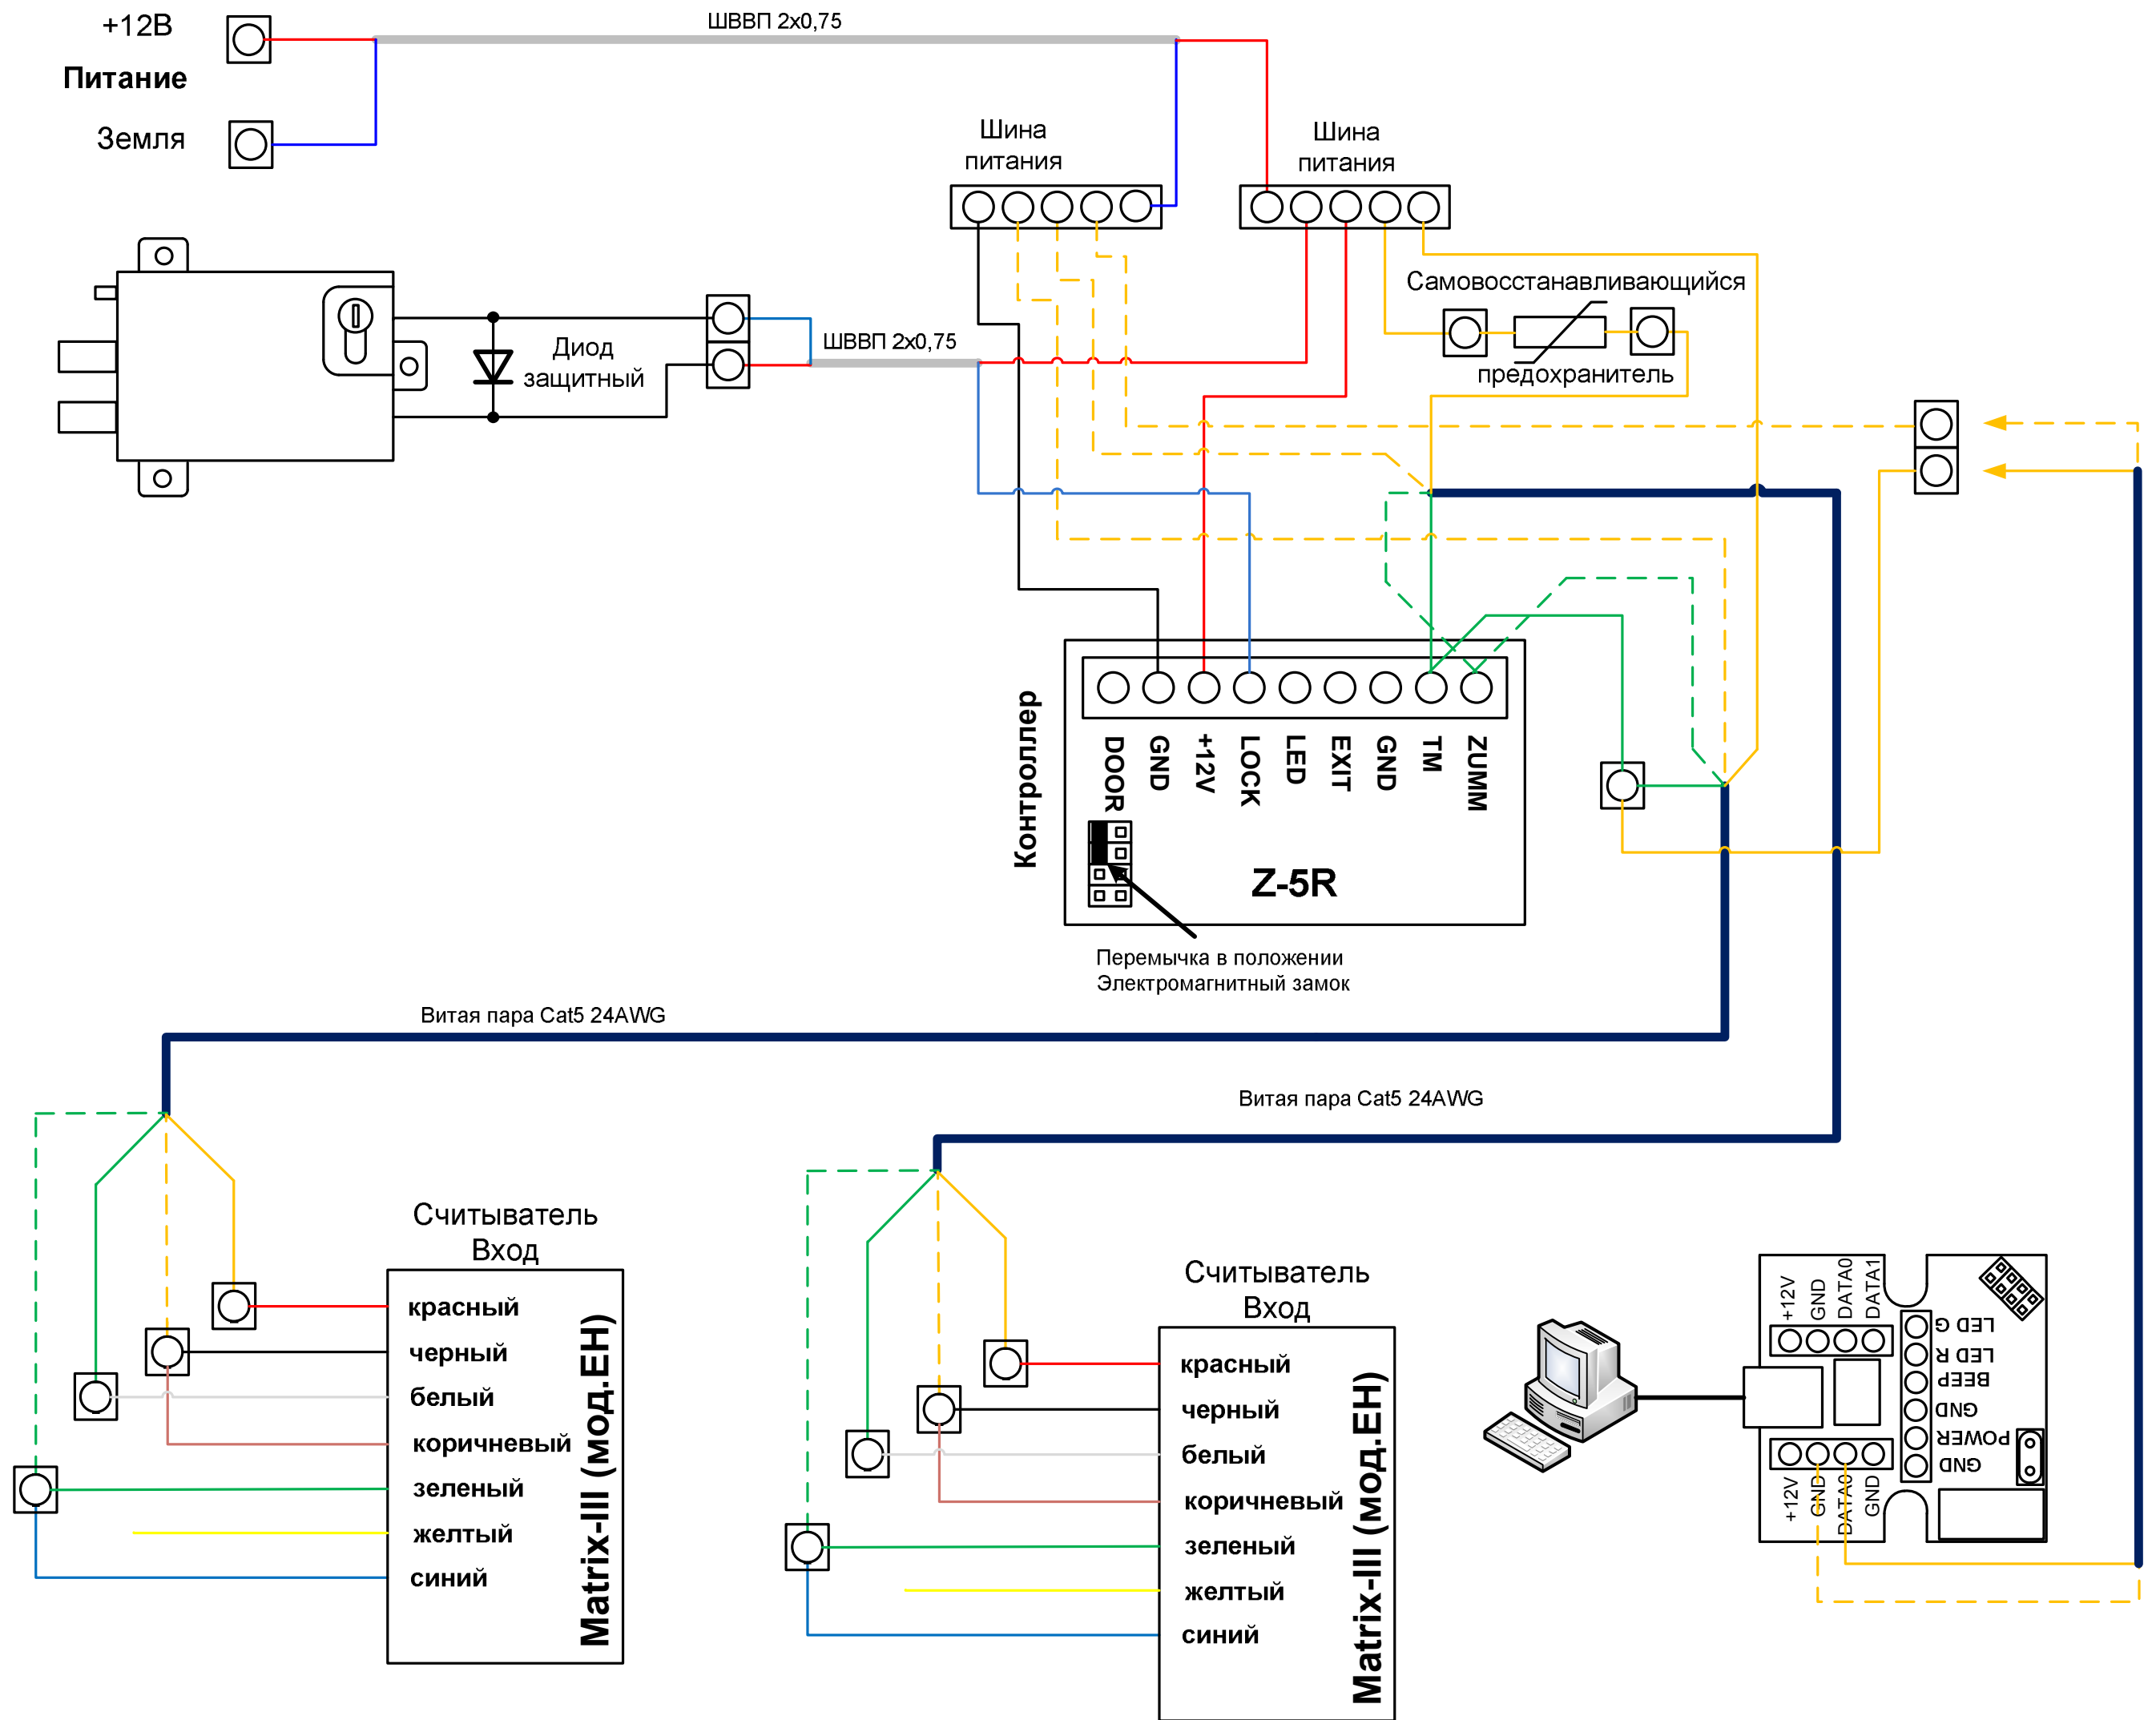 +12В
Питание
Земля
ШВВП 2х0,75
Шина
питания
Шина
питания
Самовосстанавливающийся
предохранитель
Диод
защитный
ШВВП 2х0,75
Контроллер
DOOR
GND
+12V
LOCK
LED
EXIT
GND
TM
ZUMM
Z-5R
Перемычка в положении
Электромагнитный замок
Витая пара Cat5 24AWG
Витая пара Cat5 24AWG
Считыватель
Вход
красный
черный
белый
коричневый
зеленый
желтый
синий
Matrix-III (мод.EH)
Считыватель
Вход
красный
черный
белый
коричневый
зеленый
желтый
синий
Matrix-III (мод.EH)
+12V
GND
DATA0
DATA1
LED G
LED R
BEEP
GND
POWER
GND
+12V
GND
DATA0
GND